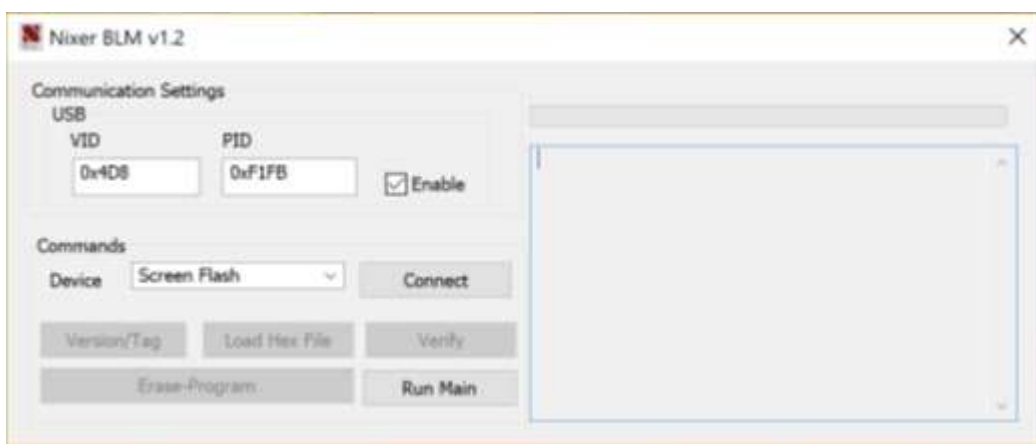 Nixer BLM v1.2
Communication Settings
USB
VID PID
0x4D8 0xF1FB Enable
Commands
Device Screen Flash Connect
Version/Tag Load Hex File Verify
Erase-Program Run Main